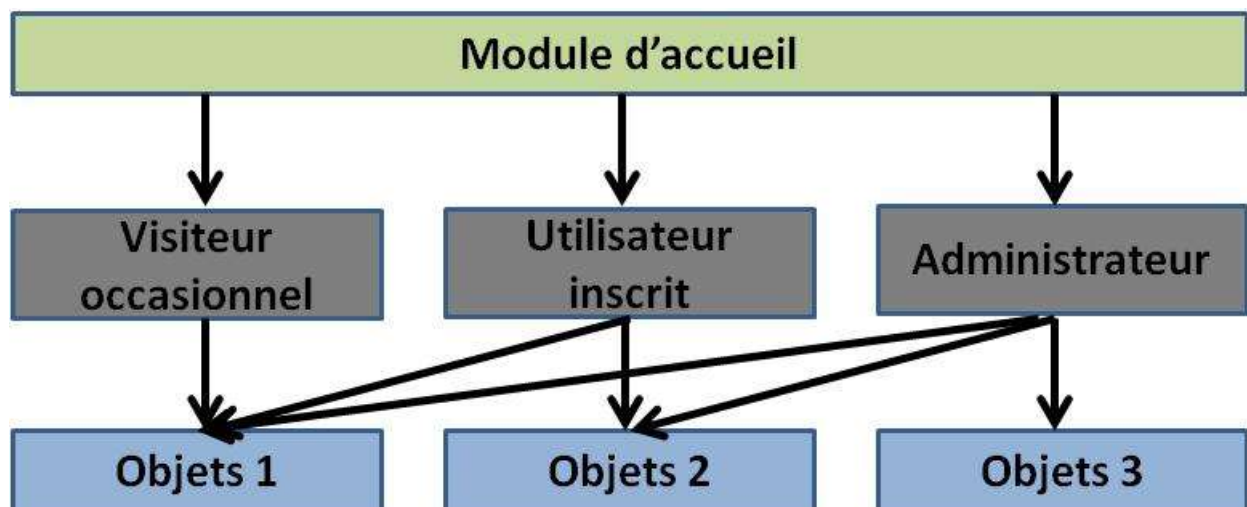 Module d'accueil
Visiteur
occasionnel
Utilisateur
inscrit
Administrateur
Objets 1
Objets 2
Objets 3